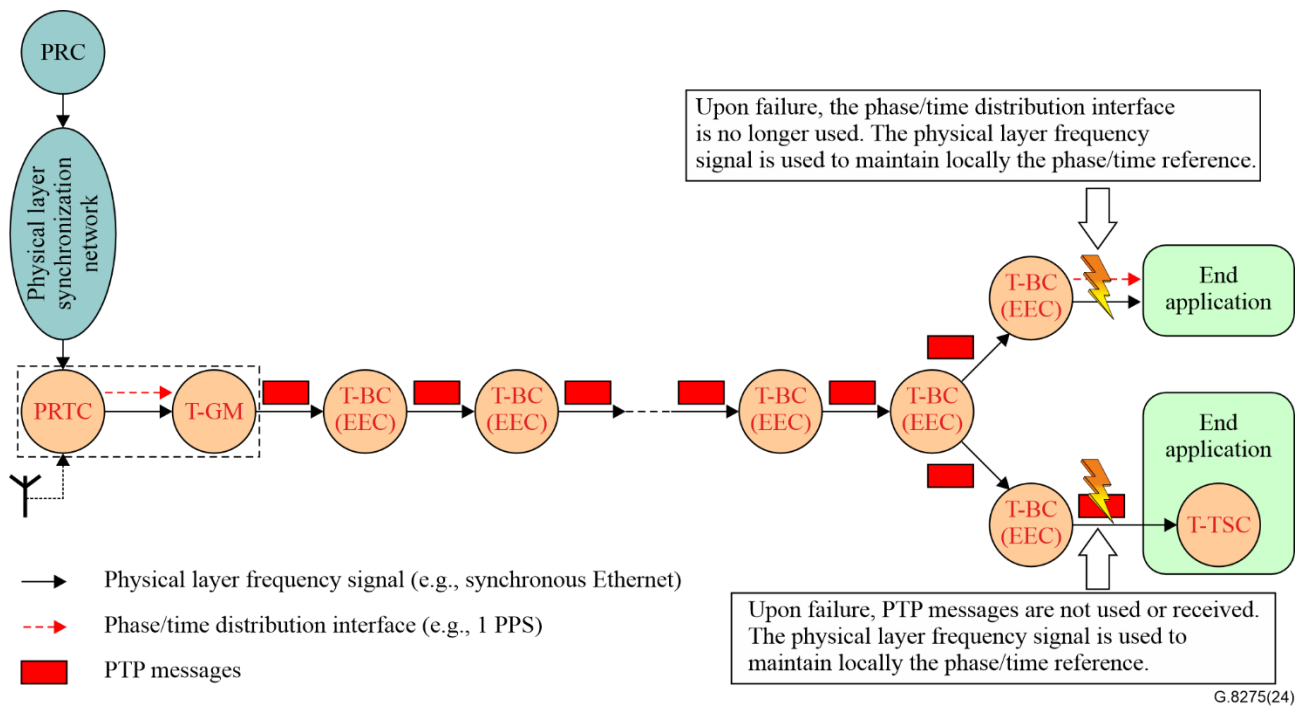 PRC
Physical layer
synchronization
network
Upon failure, the phase/time distribution interface
is no longer used. The physical layer frequency
signal is used to maintain locally the phase/time reference.
T-BC
(EEC)
End
application
PRTC
T-GM
T-BC
(EEC)
T-BC
(EEC)
T-BC
(EEC)
T-BC
(EEC)
End
application
T-BC
(EEC)
T-TSC
Physical layer frequency signal (e.g., synchronous Ethernet)
Phase/time distribution interface (e.g., 1 PPS)
PTP messages
Upon failure, PTP messages are not used or received.
The physical layer frequency signal is used to
maintain locally the phase/time reference.
G.8275(24)